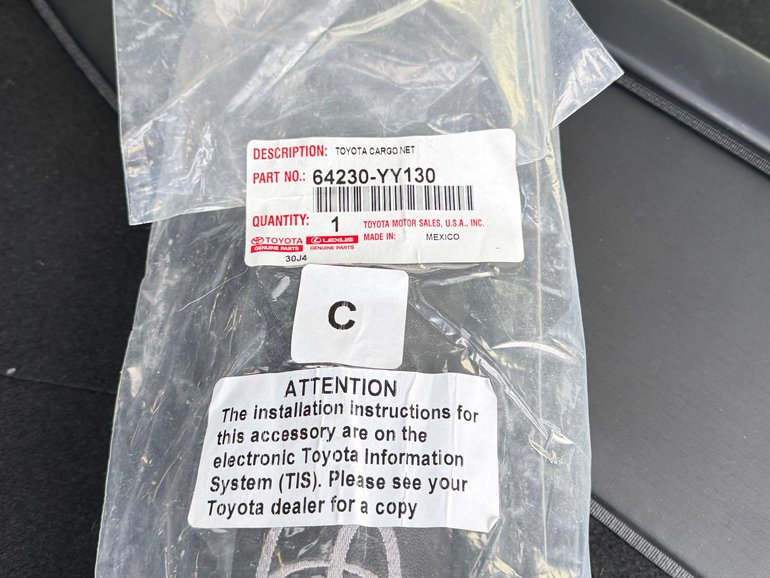 DESCRIPTION: TOYOTA CARGO NET
PART NO.: 64230-YY130
QUANTITY: 1 TOYOTA MOTOR SALES, U.S.A., INC.
TOYOTA LEXUS MADE IN: MEXICO
GENUINE PARTS GENUINE PARTS
30J4
C
ATTENTION
The installation instructions for
this accessory are on the
electronic Toyota Information
System (TIS). Please see your
Toyota dealer for a copy